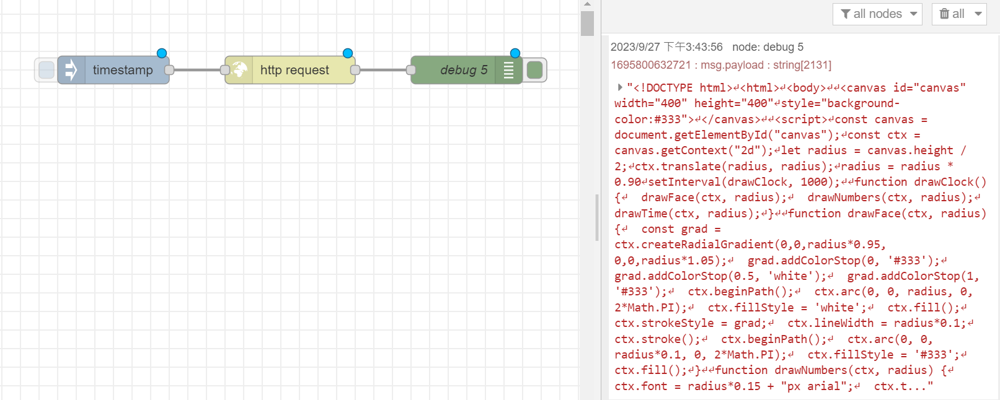 all nodes
all
2023/9/27 下午3:43:56 node: debug 5
1695800632721 : msg.payload : string[2131]
timestamp
http request
debug 5
"<!DOCTYPE html>↵<html>↵<body>↵↵<canvas id="canvas"
width="400" height="400"↵style="background-
color:#333">↵</canvas>↵↵<script>↵const canvas =
document.getElementById("canvas");↵const ctx =
canvas.getContext("2d");↵let radius = canvas.height /
2;↵ctx.translate(radius, radius);↵radius = radius *
0.90↵setInterval(drawClock, 1000);↵↵function drawClock()
{↵  drawFace(ctx, radius);↵  drawNumbers(ctx, radius);↵
drawTime(ctx, radius);↵}↵↵function drawFace(ctx, radius)
{↵  const grad =
ctx.createRadialGradient(0,0,radius*0.95,
0,0,radius*1.05);↵  grad.addColorStop(0, '#333');↵
grad.addColorStop(0.5, 'white');↵  grad.addColorStop(1,
'#333');↵  ctx.beginPath();↵  ctx.arc(0, 0, radius, 0,
2*Math.PI);↵  ctx.fillStyle = 'white';↵  ctx.fill();↵
ctx.strokeStyle = grad;↵  ctx.lineWidth = radius*0.1;↵
ctx.stroke();↵  ctx.beginPath();↵  ctx.arc(0, 0,
radius*0.1, 0, 2*Math.PI);↵  ctx.fillStyle = '#333';↵
ctx.fill();↵}↵↵function drawNumbers(ctx, radius) {↵
ctx.font = radius*0.15 + "px arial";↵  ctx.t..."